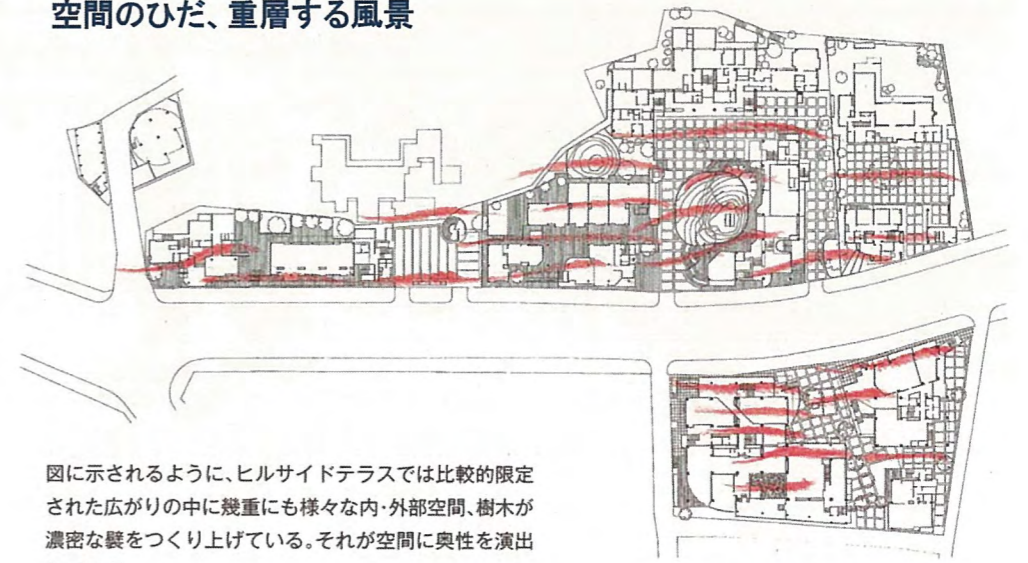 空間のひだ、重層する風景
図に示されるように、ヒルサイドテラスでは比較的限定
された広がりの中に幾重にも様々な内・外部空間、樹木が
濃密な襞をつくり上げている。それが空間に奥性を演出